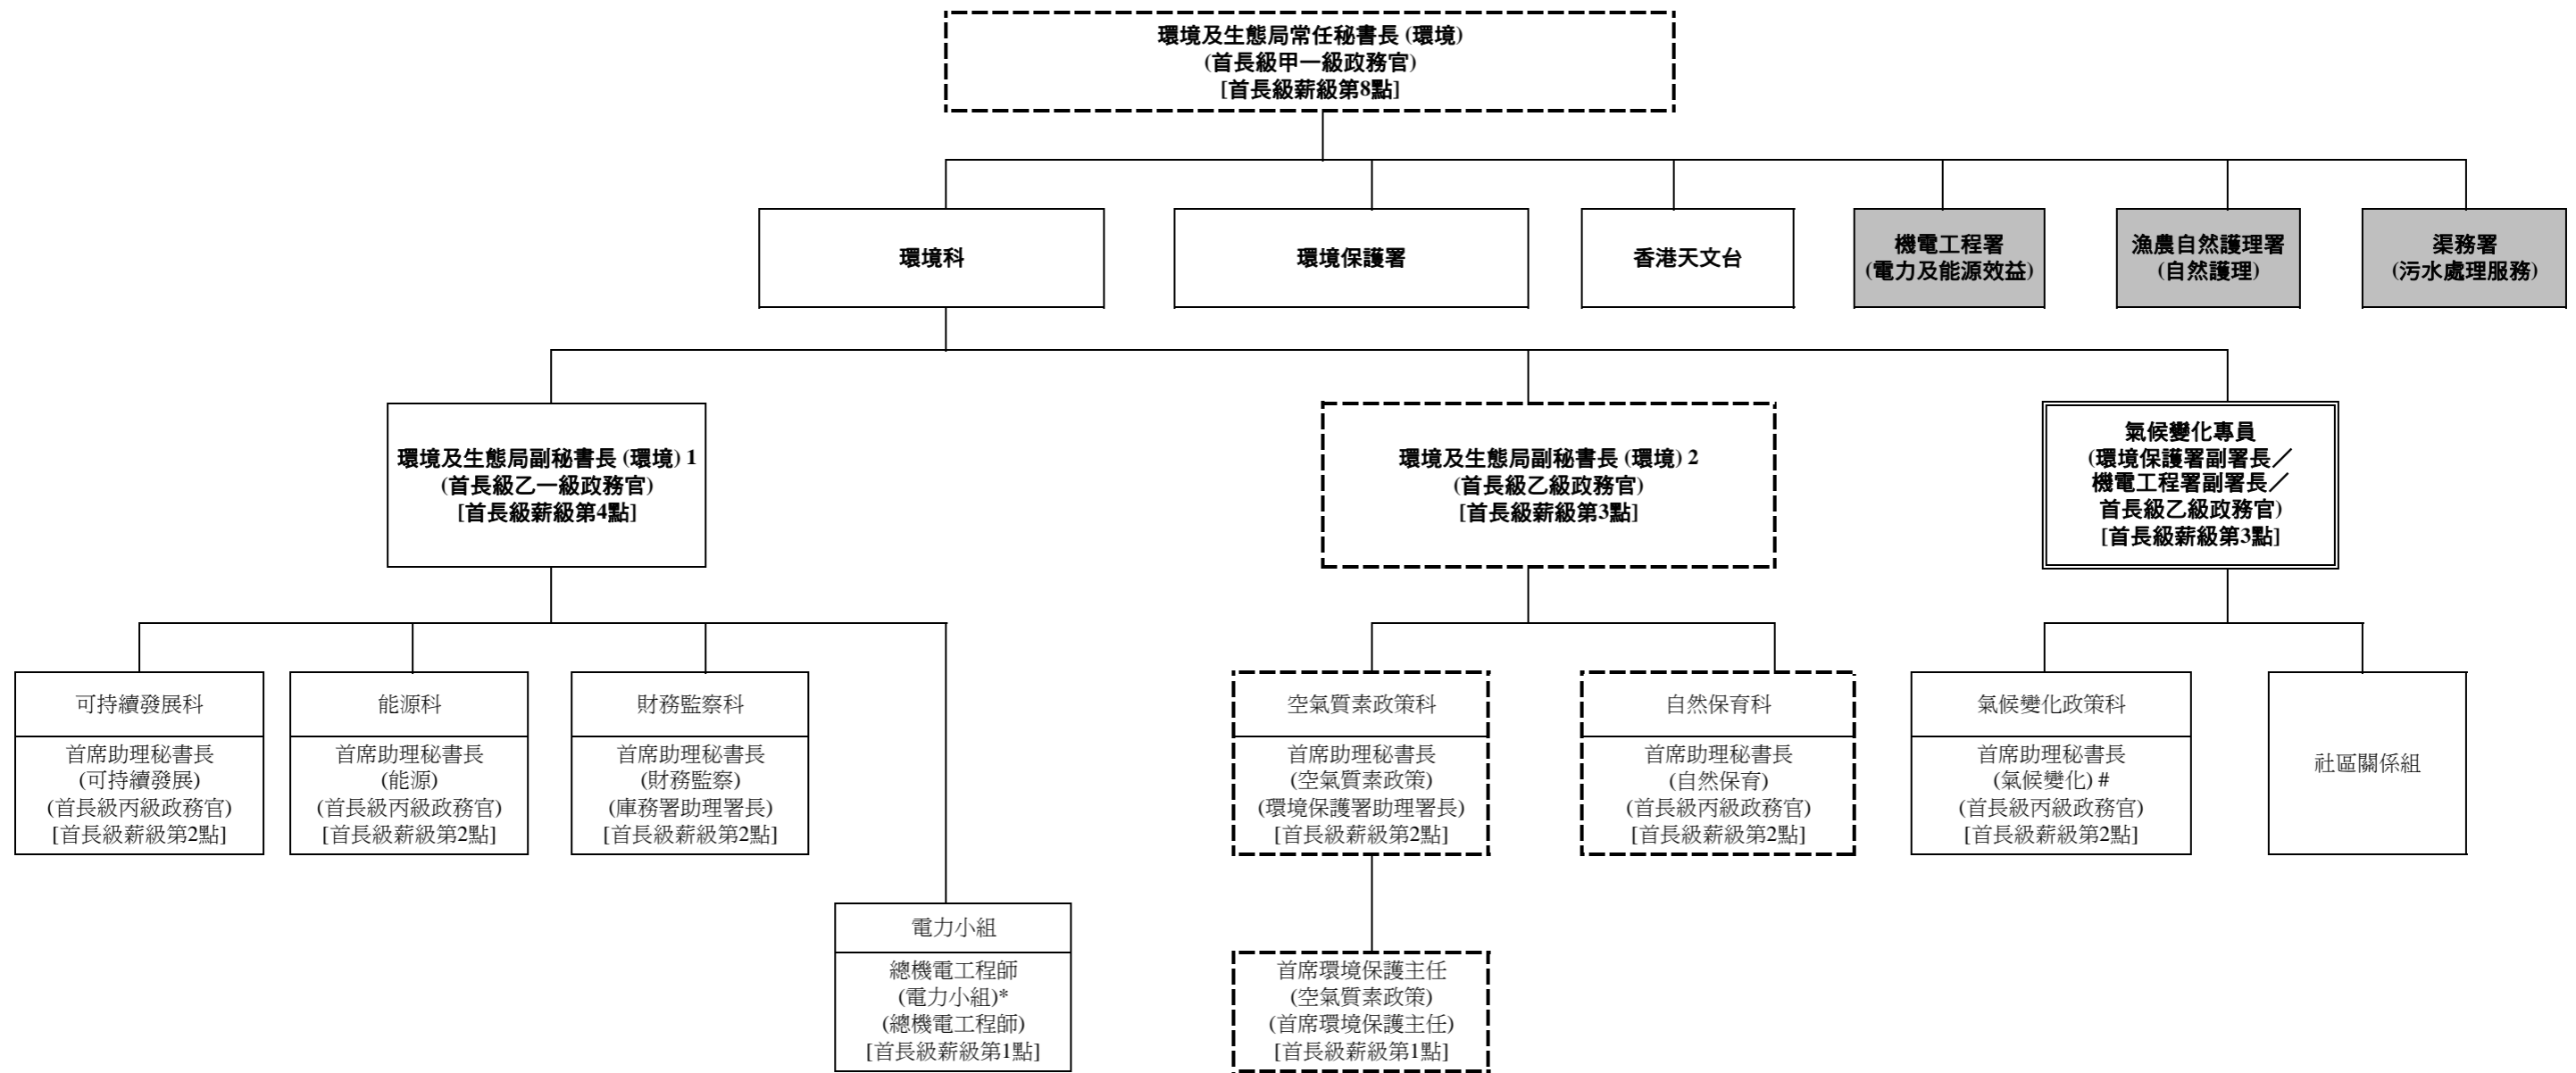 環境及生態局常任秘書長 (環境)
(首長級甲一級政務官)
[首長級薪級第8點]
環境科
環境保護署
香港天文台
機電工程署
(電力及能源效益)
漁農自然護理署
(自然護理)
渠務署
(污水處理服務)
環境及生態局副秘書長 (環境) 1
(首長級乙一級政務官)
[首長級薪級第4點]
環境及生態局副秘書長 (環境) 2
(首長級乙級政務官)
[首長級薪級第3點]
氣候變化專員
(環境保護署副署長／
機電工程署副署長／
首長級乙級政務官)
[首長級薪級第3點]
可持續發展科
首席助理秘書長
(可持續發展)
(首長級丙級政務官)
[首長級薪級第2點]
能源科
首席助理秘書長
(能源)
(首長級丙級政務官)
[首長級薪級第2點]
財務監察科
首席助理秘書長
(財務監察)
(庫務署助理署長)
[首長級薪級第2點]
電力小組
總機電工程師
(電力小組)*
(總機電工程師)
[首長級薪級第1點]
空氣質素政策科
首席助理秘書長
(空氣質素政策)
(環境保護署助理署長)
[首長級薪級第2點]
首席環境保護主任
(空氣質素政策)
(首席環境保護主任)
[首長級薪級第1點]
自然保育科
首席助理秘書長
(自然保育)
(首長級丙級政務官)
[首長級薪級第2點]
氣候變化政策科
首席助理秘書長
(氣候變化) #
(首長級丙級政務官)
[首長級薪級第2點]
社區關係組